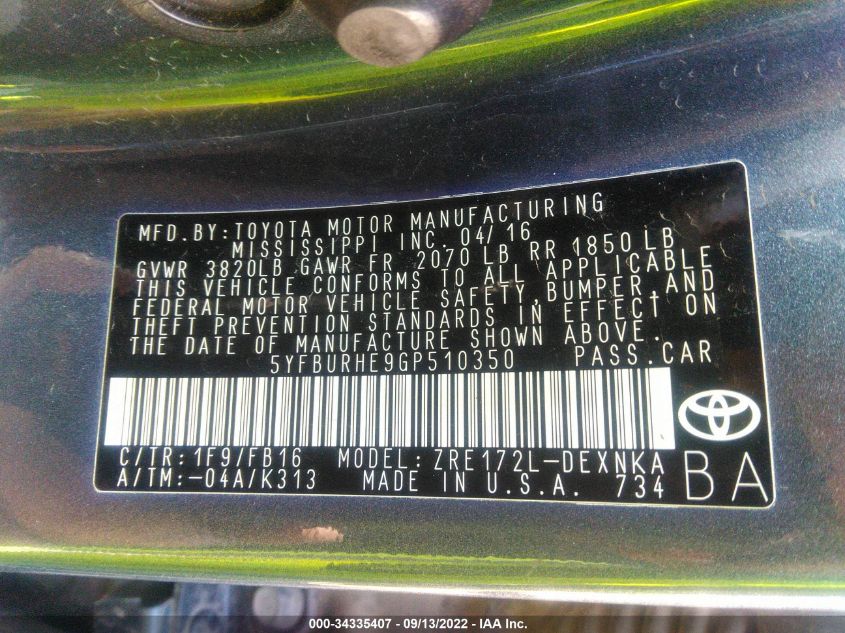 MFD.BY:TOYOTA MOTOR MANUFACTURING
MISSISSIPPI INC. 04/16
GVWR 3820LB GAWR FR 2070 LB RR 1850 LB
THIS VEHICLE CONFORMS TO ALL APPLICABLE
FEDERAL MOTOR VEHICLE SAFETY,BUMPER,AND
THEFT PREVENTION STANDARDS IN EFFECT ON
THE DATE OF MANUFACTURE SHOWN ABOVE.
5YFBURHE9GP510350 PASS.CAR
C/TR:1F9/FB16 MODEL:ZRE172L-DEXNKA
A/TM:-04A/K313 MADE IN U.S.A. 734
BA
000-34335407 - 09/13/2022 - IAA Inc.